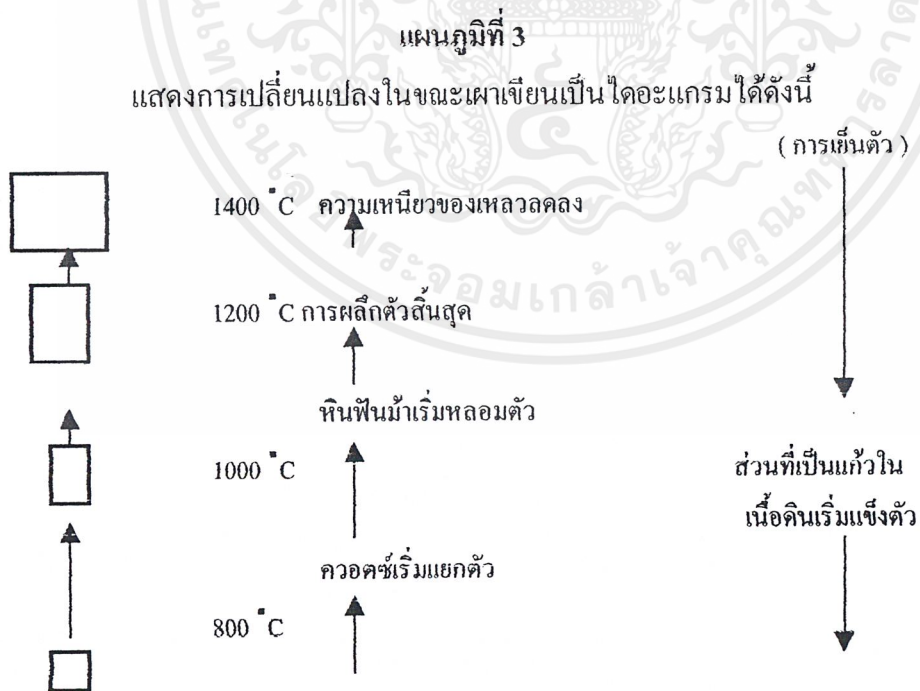 แผนภูมิที่ 3
แสดงการเปลี่ยนแปลงในขณะเผาเขียนเป็นไดอะแกรมได้ดังนี้
( การเย็นตัว )
1400 °C ความเหนียวของเหลวลดลง
1200 °C การผลึกตัวสิ้นสุด
หินฟันม้าเริ่มหลอมตัว
1000 °C
ส่วนที่เป็นแก้วใน
เนื้อดินเริ่มแข็งตัว
ควอตซ์เริ่มแยกตัว
800 °C